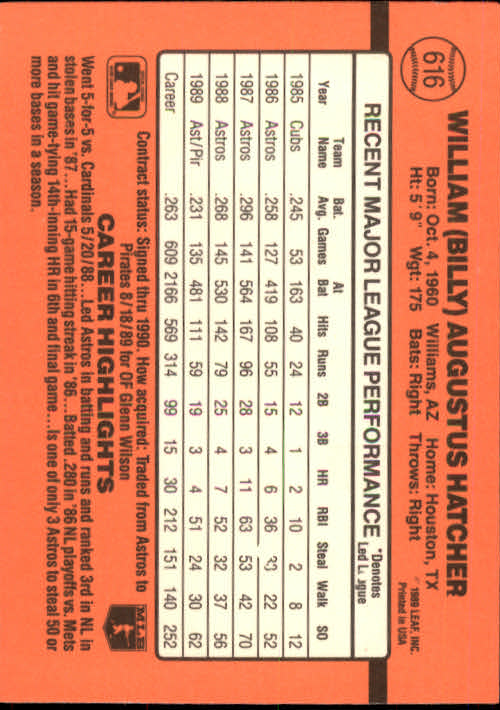 616
WILLIAM (BILLY) AUGUSTUS HATCHER
Born: Oct. 4, 1960 Williams, AZ Home: Houston, TX
Ht: 5' 9" Wgt: 175 Bats: Right Throws: Right
© 1989 LEAF, INC.
Printed in USA
RECENT MAJOR LEAGUE PERFORMANCE
*Denotes
Led League
Year Team Name Bat. Avg. Games At Bat Hits Runs 2B 3B HR RBI Steal Walk SO
1985 Cubs .245 53 163 40 24 12 1 2 10 2 8 12
1986 Astros .258 127 419 108 55 15 4 6 36 22 52
1987 Astros .296 141 564 167 96 28 3 11 63 53 42 70
1988 Astros .268 145 530 142 79 25 4 7 52 32 37 56
1989 Ast/Pir .231 135 481 111 59 19 3 4 51 24 30 62
Career .263 609 2166 569 314 99 15 30 212 151 140 252
Contract status: Signed thru 1990. How acquired: Traded from Astros to
Pirates 8/18/89 for OF Glenn Wilson
MLB
CAREER HIGHLIGHTS
Went 5-for-5 vs. Cardinals 5/20/88...Led Astros in batting and runs and ranked 3rd in NL in
stolen bases in '87...Had 15-game hitting streak in '86...Batted .280 in '86 NL playoffs vs. Mets
and hit game-tying 14th-inning HR in 6th and final game...Is one of only 3 Astros to steal 50 or
more bases in a season.